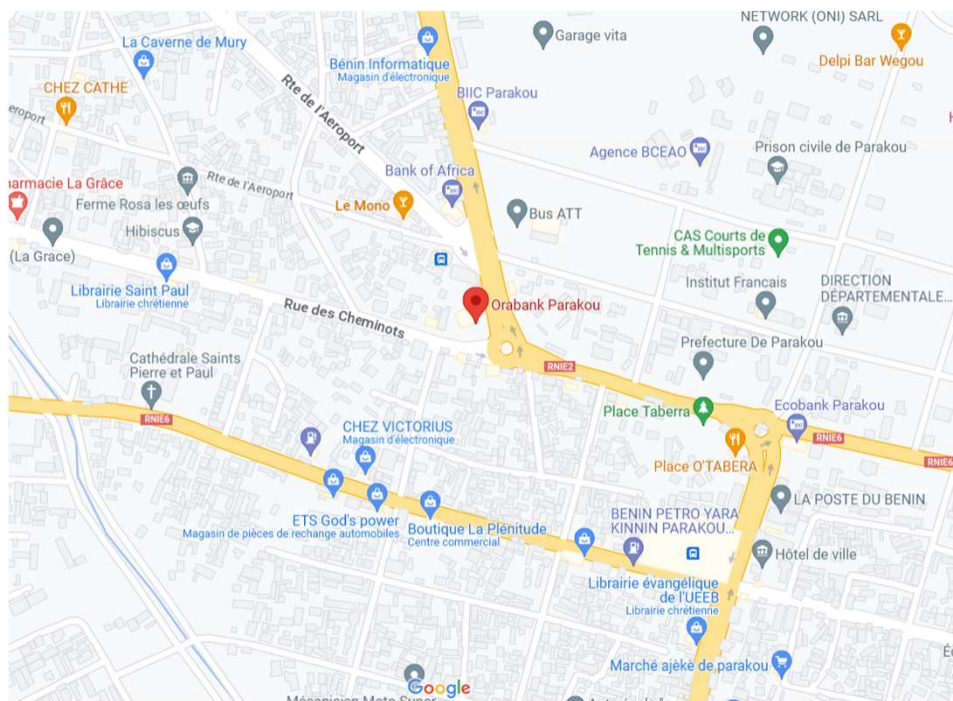 NETWORK (ONI) SARL
Garage vita
La Caverne de Mury
Bénin Informatique
Magasin d'électronique
Delpi Bar Wegou
CHEZ CATHE
Rte de l'Aeroport
BIIC Parakou
eroport
Agence BCEAO
Prison civile de Parakou
H
Bank of Africa
Rte de l'Aeroport
harmacie La Grâce
Ferme Rosa les œufs
Le Mono
Bus ATT
Hibiscus
CAS Courts de
Tennis & Multisports
(La Grace)
Librairie Saint Paul
Librairie chrétienne
Institut Francais
DIRECTION
DÉPARTEMENTALE...
Rue des Cheminots
Orabank Parakou
Prefecture De Parakou
Cathédrale Saints
Pierre et Paul
RNIE2
Place Taberra
Ecobank Parakou
RNIE6
RNIE6
RNIE6
CHEZ VICTORIUS
Magasin d'électronique
Place O'TABERA
LA POSTE DU BENIN
ETS God's power
Magasin de pièces de rechange automobiles
Boutique La Plénitude
Centre commercial
BENIN PETRO YARA
KINNIN PARAKOU...
Hôtel de ville
Librairie évangélique
de l'UEEB
Librairie chrétienne
Marché ajèkè de parakou
Google